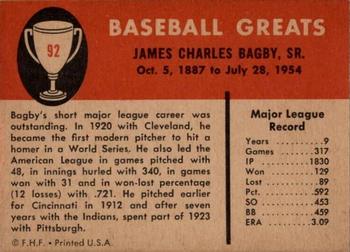 92
BASEBALL GREATS
JAMES CHARLES BAGBY, SR.
Oct. 5, 1887 to July 28, 1954
Bagby's short major league career was
outstanding. In 1920 with Cleveland, he
became the first modern pitcher to hit a
homer in a World Series. He also led the
American League in games pitched with
48, in innings hurled with 340, in games
won with 31 and in won-lost percentage
(12 losses) with .721. He pitched earlier
for Cincinnati in 1912 and after seven
years with the Indians, spent part of 1923
with Pittsburgh.
© F.H.F. • Printed U.S.A.
Major League
Record
Years - - - - - 9
Games - - - - 317
IP - - - - - 1830
Won - - - - - 129
Lost - - - - - 89
Pct. - - - - - .592
SO - - - - - 453
BB - - - - - 459
ERA - - - - - 3.09